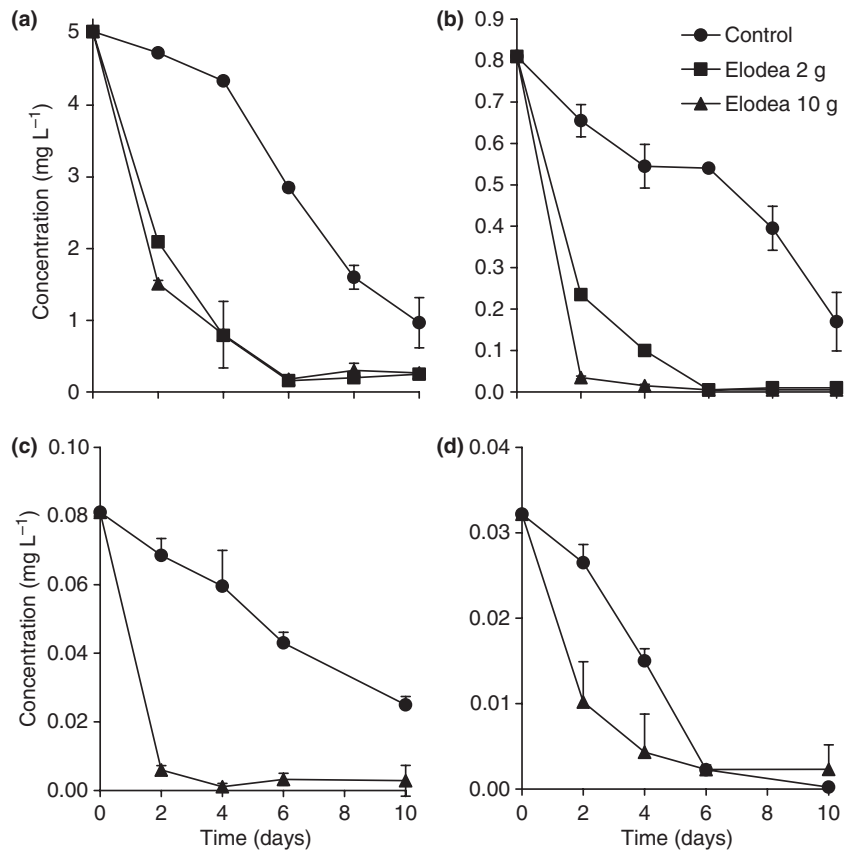 (a)
5
4
3
2
1
0
Concentration (mg L⁻¹)
(b)
0.9
0.8
0.7
0.6
0.5
0.4
0.3
0.2
0.1
0.0
Control
Elodea 2 g
Elodea 10 g
(c)
0.10
0.08
0.06
0.04
0.02
0.00
Concentration (mg L⁻¹)
0 2 4 6 8 10
Time (days)
(d)
0.04
0.03
0.02
0.01
0.00
0 2 4 6 8 10
Time (days)